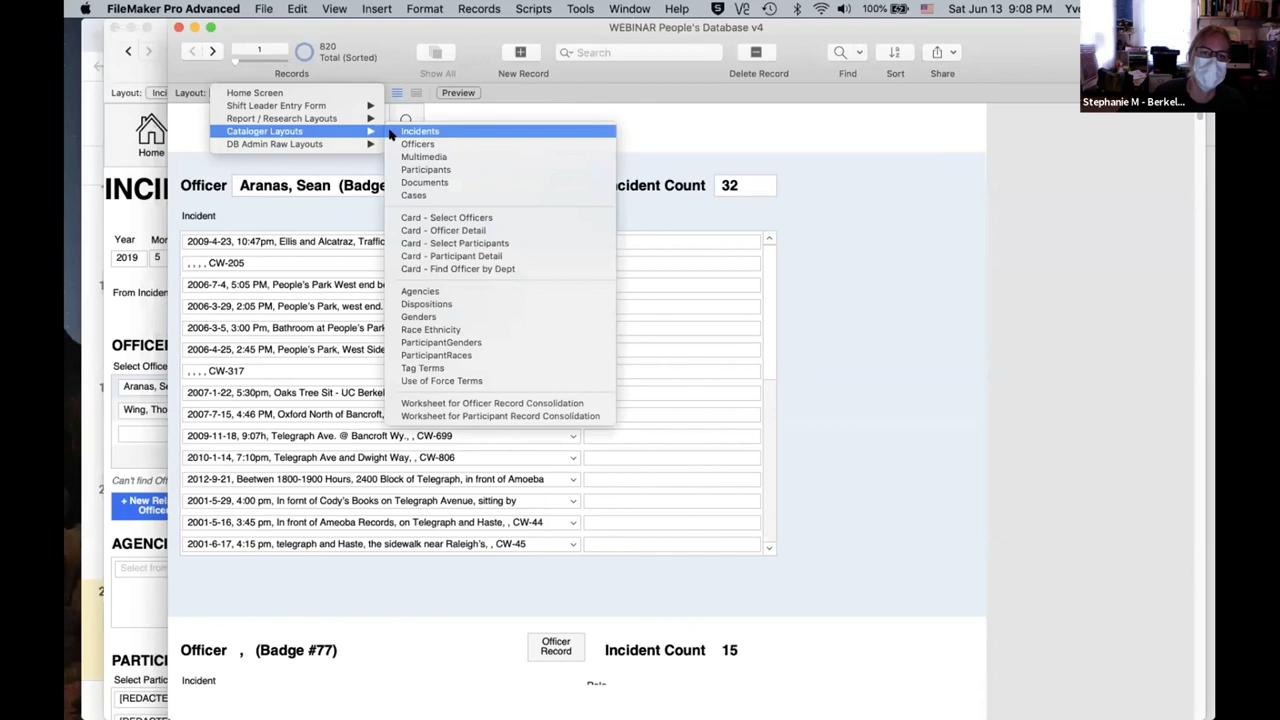 FileMaker Pro Advanced File Edit View Insert Format Records Scripts Tools Window Help 100% Sat Jun 13 9:08 PM Yvo
WEBINAR People's Database v4
1
820
Total (Sorted)
Search
Records
Show All
New Record
Delete Record
Find
Sort
Share
Layout: Inci
Layout:
Preview
Home Screen
Shift Leader Entry Form
Report / Research Layouts
Cataloger Layouts
DB Admin Raw Layouts
Incidents
Officers
Multimedia
Participants
Documents
Cases
Card - Select Officers
Card - Officer Detail
Card - Select Participants
Card - Participant Detail
Card - Find Officer by Dept
Agencies
Dispositions
Genders
Race Ethnicity
ParticipantGenders
ParticipantRaces
Tag Terms
Use of Force Terms
Worksheet for Officer Record Consolidation
Worksheet for Participant Record Consolidation
Stephanie M - Berkel...
Home
INCID
Year Mo
2019 5
From Inciden
OFFICE
Select Office
Aranas, Se
Wing, Tho
Can't find Off
+ New Rel
Officer
AGENC
Select from
PARTIC
Select Partic
[REDACTE
Officer Aranas, Sean (Badge
ncident Count 32
Incident
2009-4-23, 10:47pm, Ellis and Alcatraz, Traffic
, , , , CW-205
2006-7-4, 5:05 PM, People's Park West end be
2006-3-29, 2:05 PM, People's Park, west end.
2006-3-5, 3:00 Pm, Bathroom at People's Park
2006-4-25, 2:45 PM, People's Park, West Side
, , , , CW-317
2007-1-22, 5:30pm, Oaks Tree Sit - UC Berkel
2007-7-15, 4:46 PM, Oxford North of Bancroft,
2009-11-18, 9:07h, Telegraph Ave. @ Bancroft Wy., , CW-699
2010-1-14, 7:10pm, Telegraph Ave and Dwight Way, , CW-806
2012-9-21, Beetwen 1800-1900 Hours, 2400 Block of Telegraph, in front of Amoeba
2001-5-29, 4:00 pm, In fornt of Cody's Books on Telegraph Avenue, sitting by
2001-5-16, 3:45 pm, In front of Ameoba Records, on Telegraph and Haste, , CW-44
2001-6-17, 4:15 pm, telegraph and Haste, the sidewalk near Raleigh's, , CW-45
Officer , (Badge #77)
Officer
Record
Incident Count 15
Incident
Role